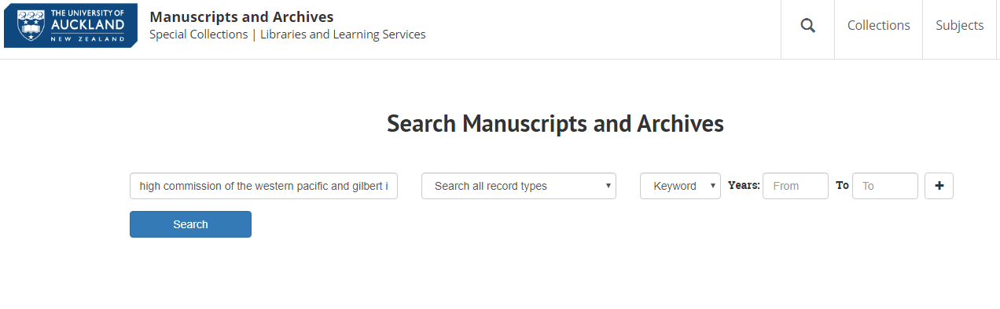 THE UNIVERSITY OF
AUCKLAND
NEW ZEALAND
Manuscripts and Archives
Special Collections | Libraries and Learning Services
Collections
Subjects
Search Manuscripts and Archives
high commission of the western pacific and gilbert i
Search all record types
Keyword
Years: From To To
Search